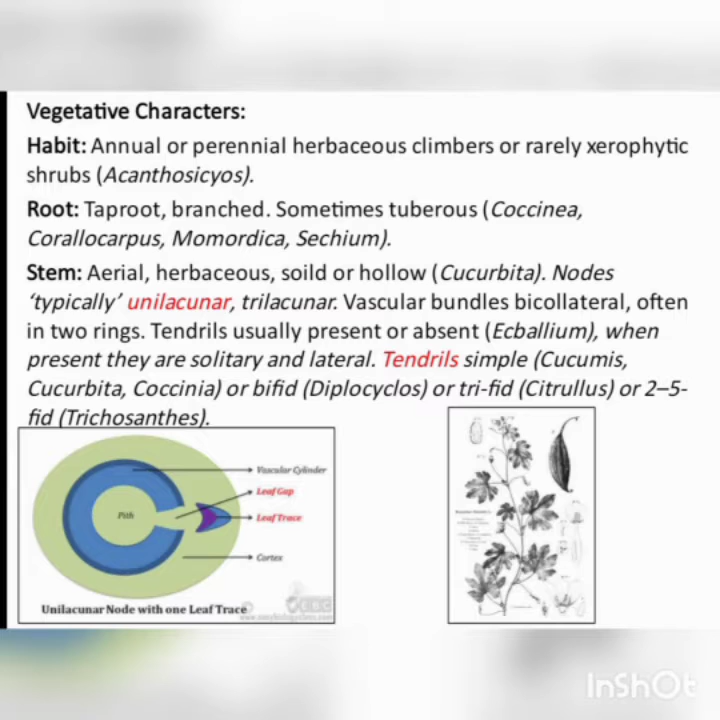 Vegetative Characters:
Habit: Annual or perennial herbaceous climbers or rarely xerophytic
shrubs (Acanthosicyos).
Root: Taproot, branched. Sometimes tuberous (Coccinea,
Corallocarpus, Momordica, Sechium).
Stem: Aerial, herbaceous, soild or hollow (Cucurbita). Nodes
‘typically’ unilacunar, trilacunar. Vascular bundles bicollateral, often
in two rings. Tendrils usually present or absent (Ecballium), when
present they are solitary and lateral. Tendrils simple (Cucumis,
Cucurbita, Coccinia) or bifid (Diplocyclos) or tri-fid (Citrullus) or 2–5-
fid (Trichosanthes).
Vascular Cylinder
Leaf Gap
Pith
Leaf Trace
Cortex
Unilacunar Node with one Leaf Trace
InShOt